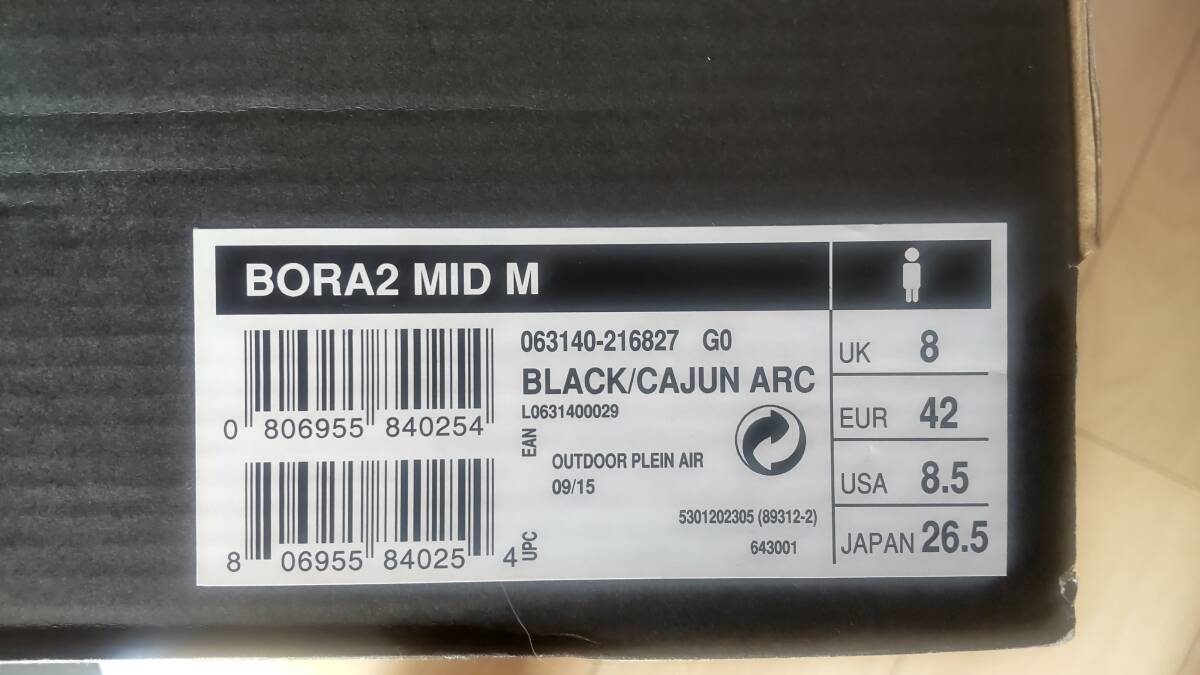 BORA2 MID M
0 806955 840254
EAN
8 06955 84025 4
UPC
063140-216827 G0
BLACK/CAJUN ARC
L0631400029
OUTDOOR PLEIN AIR
09/15
5301202305 (89312-2)
643001
UK 8
EUR 42
USA 8.5
JAPAN 26.5